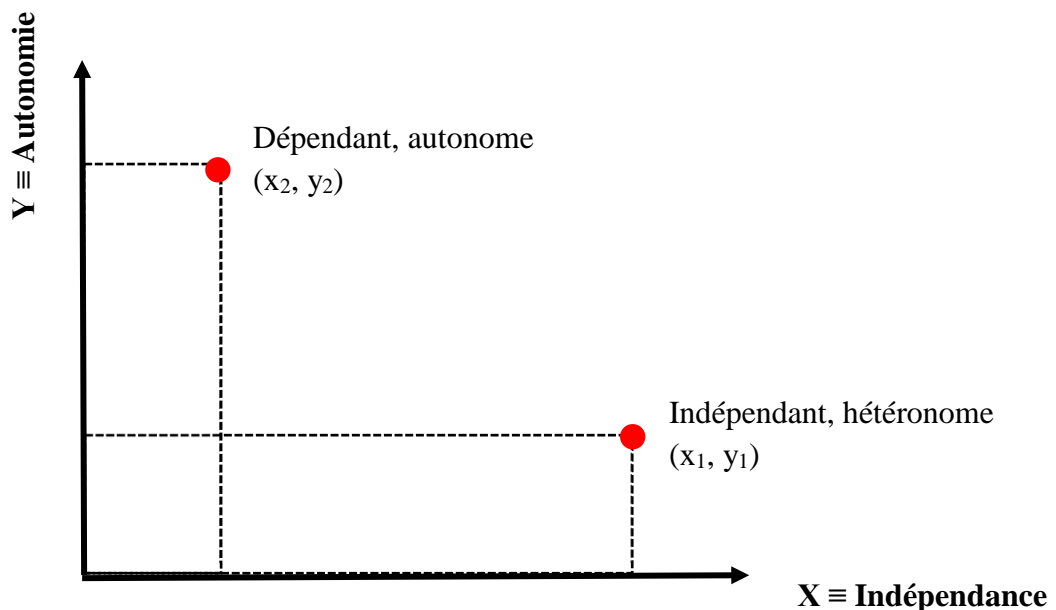 Y ≡ Autonomie
Dépendant, autonome
(x₂, y₂)
Indépendant, hétéronome
(x₁, y₁)
X ≡ Indépendance